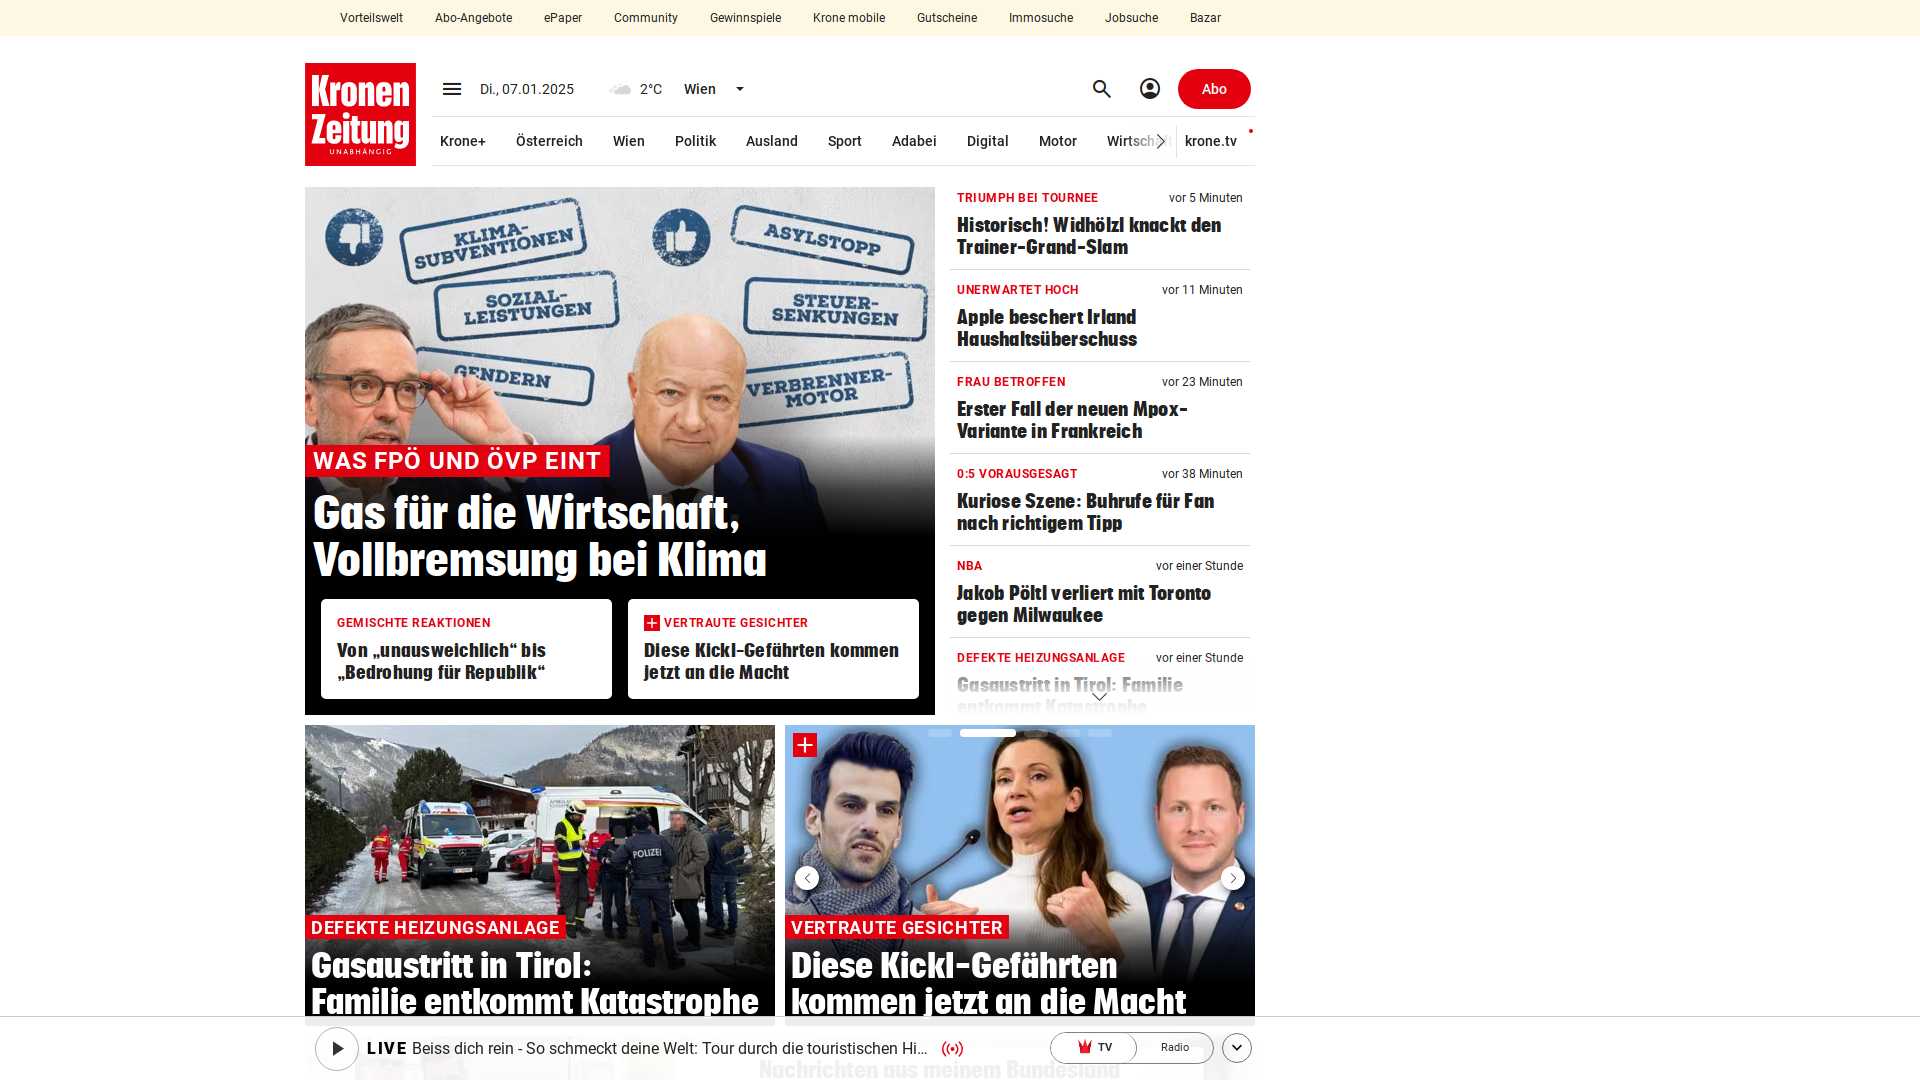 Vorteilswelt Abo-Angebote ePaper Community Gewinnspiele Krone mobile Gutscheine Immosuche Jobsuche Bazar
Kronen
Zeitung
UNABHÄNGIG
Di., 07.01.2025 2°C Wien Abo
Krone+ Österreich Wien Politik Ausland Sport Adabei Digital Motor Wirtschaft krone.tv
KLIMA-
SUBVENTIONEN
SOZIAL-
LEISTUNGEN
GENDERN
ASYLSTOPP
STEUER-
SENKUNGEN
VERBRENNER-
MOTOR
WAS FPÖ UND ÖVP EINT
Gas für die Wirtschaft,
Vollbremsung bei Klima
GEMISCHTE REAKTIONEN
Von „unausweichlich“ bis
„Bedrohung für Republik“
VERTRAUTE GESICHTER
Diese Kickl-Gefährten kommen
jetzt an die Macht
TRIUMPH BEI TOURNEE vor 5 Minuten
Historisch! Widhölzl knackt den
Trainer-Grand-Slam
UNERWARTET HOCH vor 11 Minuten
Apple beschert Irland
Haushaltsüberschuss
FRAU BETROFFEN vor 23 Minuten
Erster Fall der neuen Mpox-
Variante in Frankreich
0:5 VORAUSGESAGT vor 38 Minuten
Kuriose Szene: Buhrufe für Fan
nach richtigem Tipp
NBA vor einer Stunde
Jakob Pöltl verliert mit Toronto
gegen Milwaukee
DEFEKTE HEIZUNGSANLAGE vor einer Stunde
Gasaustritt in Tirol: Familie
entkommt Katastrophe
POLIZEI
DEFEKTE HEIZUNGSANLAGE
Gasaustritt in Tirol:
Familie entkommt Katastrophe
VERTRAUTE GESICHTER
Diese Kickl-Gefährten
kommen jetzt an die Macht
LIVE Beiss dich rein - So schmeckt deine Welt: Tour durch die touristischen Hi... TV Radio
Nachrichten aus meinem Bundesland